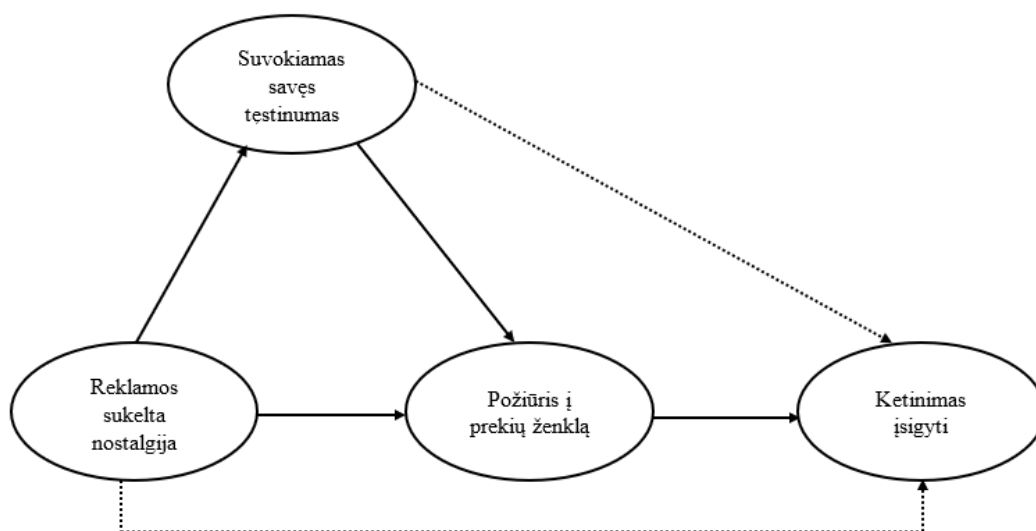 Suvokiamas
savęs
tęstinumas
Reklamos
sukelta
nostalgija
Požiūris į
prekių ženklą
Ketinimas
įsigyti